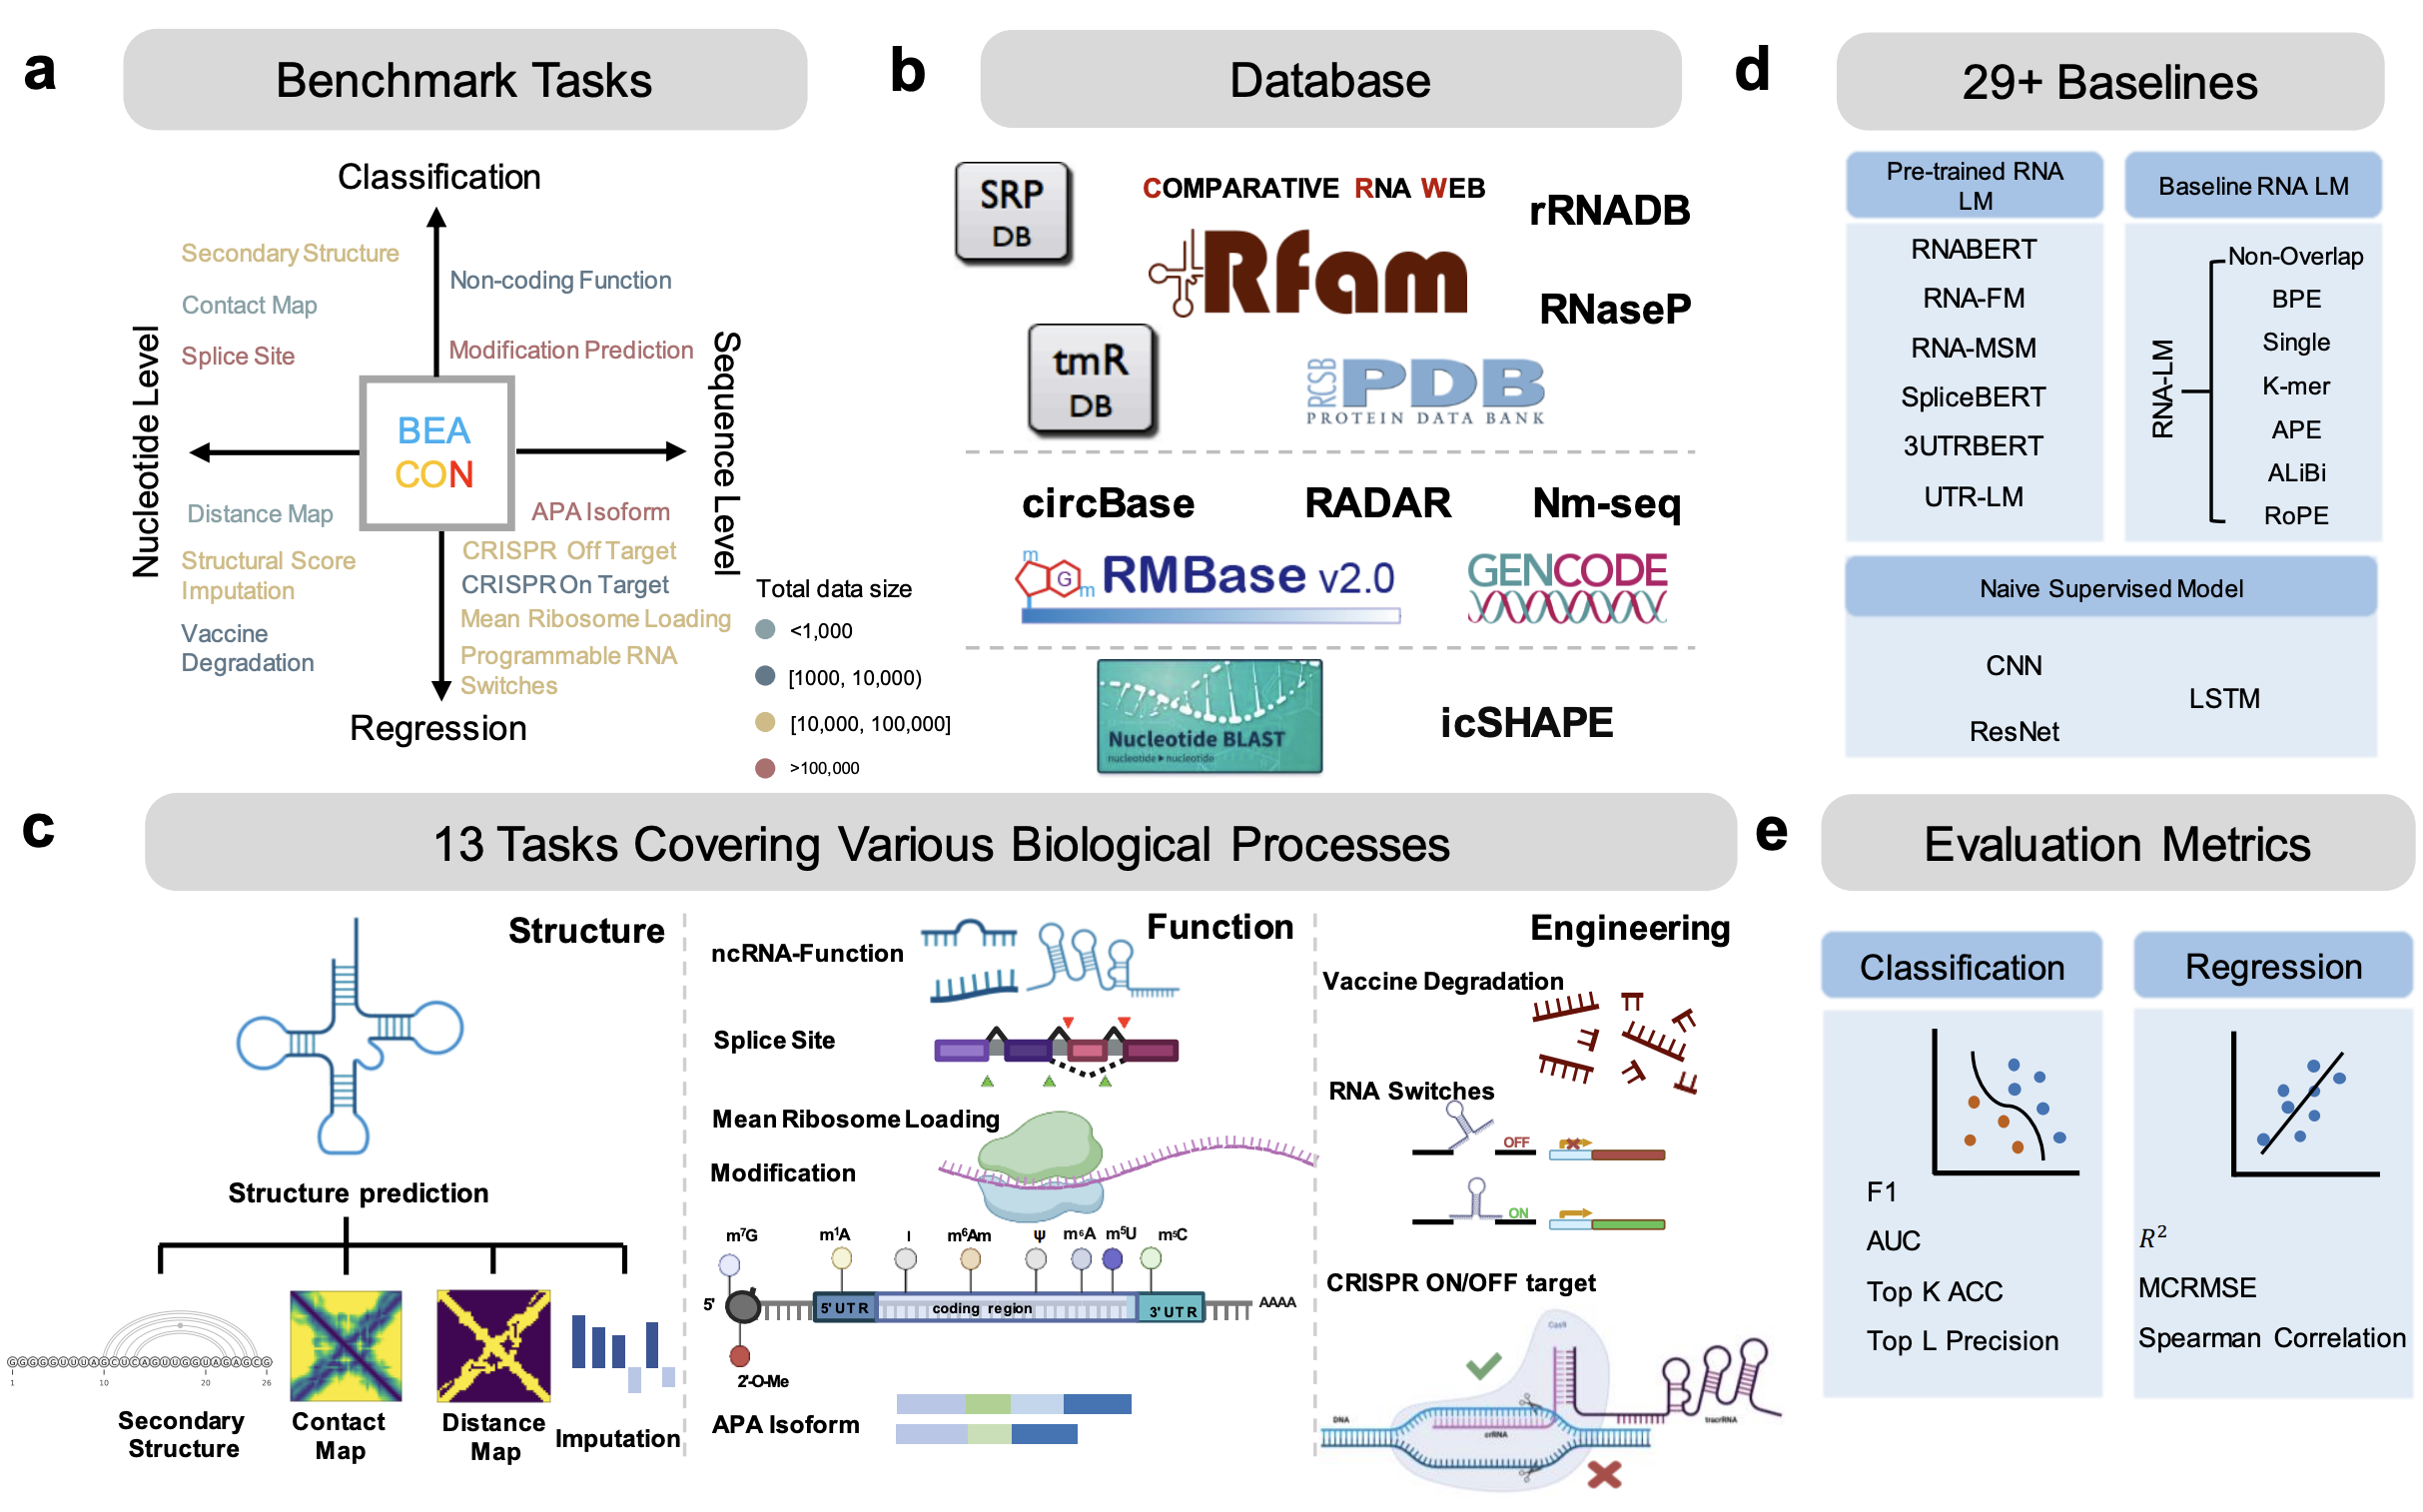 a
Benchmark Tasks
Classification
Secondary Structure
Contact Map
Splice Site
Non-coding Function
Modification Prediction
Nucleotide Level
Sequence Level
BEA
CON
Distance Map
Structural Score
Imputation
Vaccine
Degradation
APA Isoform
CRISPR Off Target
CRISPR On Target
Mean Ribosome Loading
Programmable RNA
Switches
Regression
Total data size
<1,000
[1000, 10,000)
[10,000, 100,000]
>100,000
b
Database
SRP
DB
COMPARATIVE RNA WEB
rRNADB
Rfam
RNaseP
tmR
DB
RCSB
PDB
PROTEIN DATA BANK
circBase
RADAR
Nm-seq
m
G
m
RMBase v2.0
GENCODE
Nucleotide BLAST
nucleotide ▸ nucleotide
icSHAPE
d
29+ Baselines
Pre-trained RNA
LM
RNABERT
RNA-FM
RNA-MSM
SpliceBERT
3UTRBERT
UTR-LM
Baseline RNA LM
RNA-LM
Non-Overlap
BPE
Single
K-mer
APE
ALiBi
RoPE
Naive Supervised Model
CNN
LSTM
ResNet
c
13 Tasks Covering Various Biological Processes
Structure
Structure prediction
GGGGGUUUAGCUCAGUUGGUAGAGCG
1 10 20 26
Secondary
Structure
Contact
Map
Distance
Map
Imputation
Function
ncRNA-Function
Splice Site
Mean Ribosome Loading
Modification
m⁷G
m¹A
I
m⁶Am
Ψ
m⁶A
m⁵U
m⁵C
5'
5' UTR
coding region
3' UTR
AAAA
2'-O-Me
APA Isoform
Engineering
Vaccine Degradation
RNA Switches
OFF
ON
CRISPR ON/OFF target
Cas9
DNA
crRNA
tracrRNA
e
Evaluation Metrics
Classification
F1
AUC
Top K ACC
Top L Precision
Regression
R²
MCRMSE
Spearman Correlation